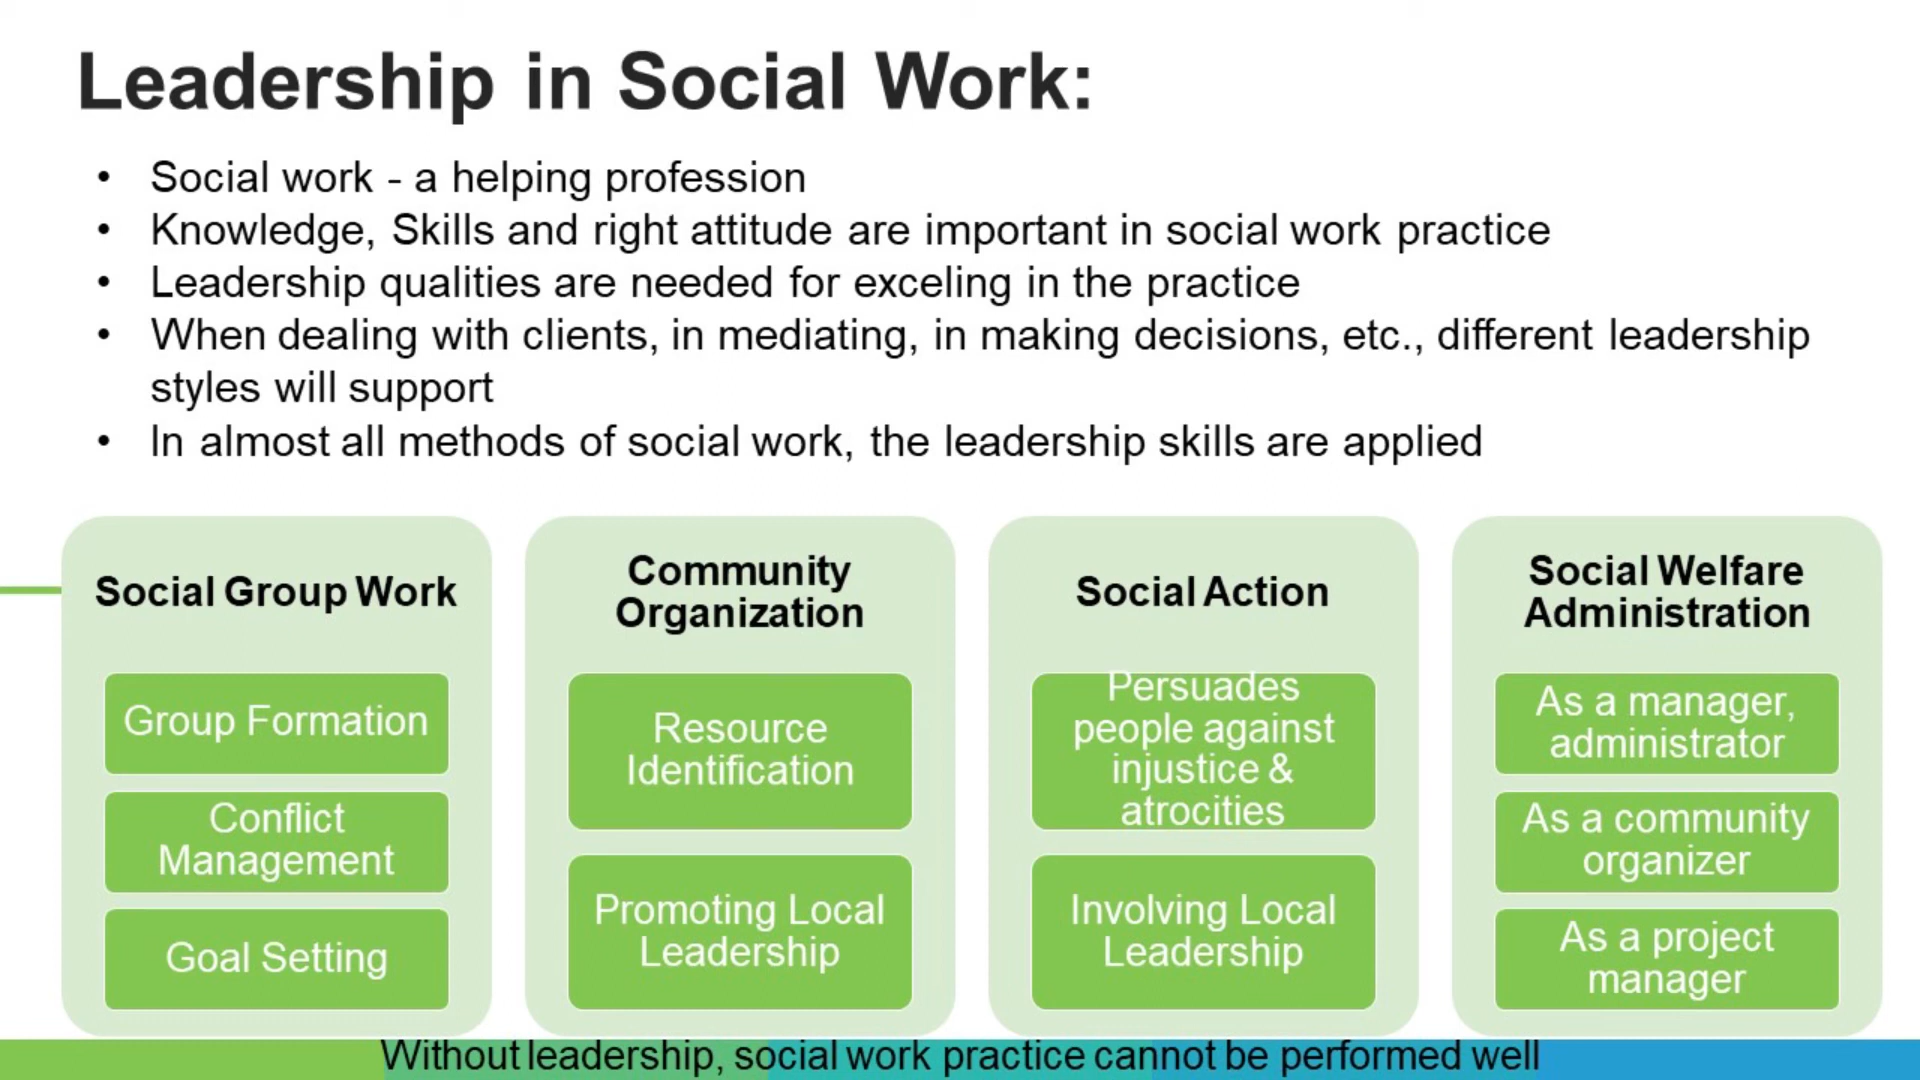 Leadership in Social Work:
• Social work - a helping profession
• Knowledge, Skills and right attitude are important in social work practice
• Leadership qualities are needed for exceling in the practice
• When dealing with clients, in mediating, in making decisions, etc., different leadership
styles will support
• In almost all methods of social work, the leadership skills are applied
Social Group Work
Group Formation
Conflict
Management
Goal Setting
Community
Organization
Resource
Identification
Promoting Local
Leadership
Social Action
Persuades
people against
injustice &
atrocities
Involving Local
Leadership
Social Welfare
Administration
As a manager,
administrator
As a community
organizer
As a project
manager
Without leadership, social work practice cannot be performed well